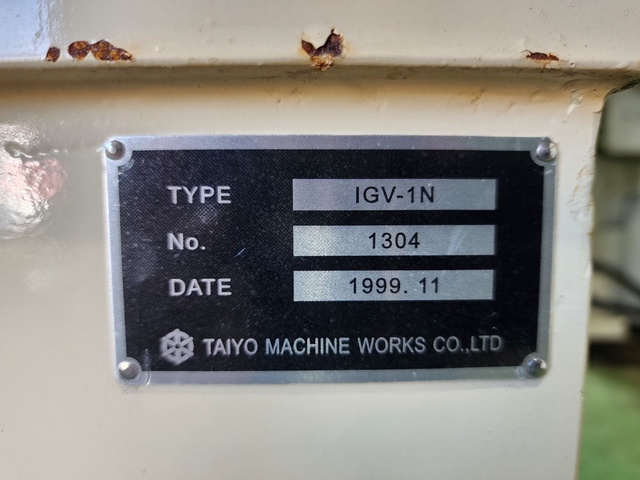 TYPE IGV-1N
No. 1304
DATE 1999. 11
TAIYO MACHINE WORKS CO.,LTD